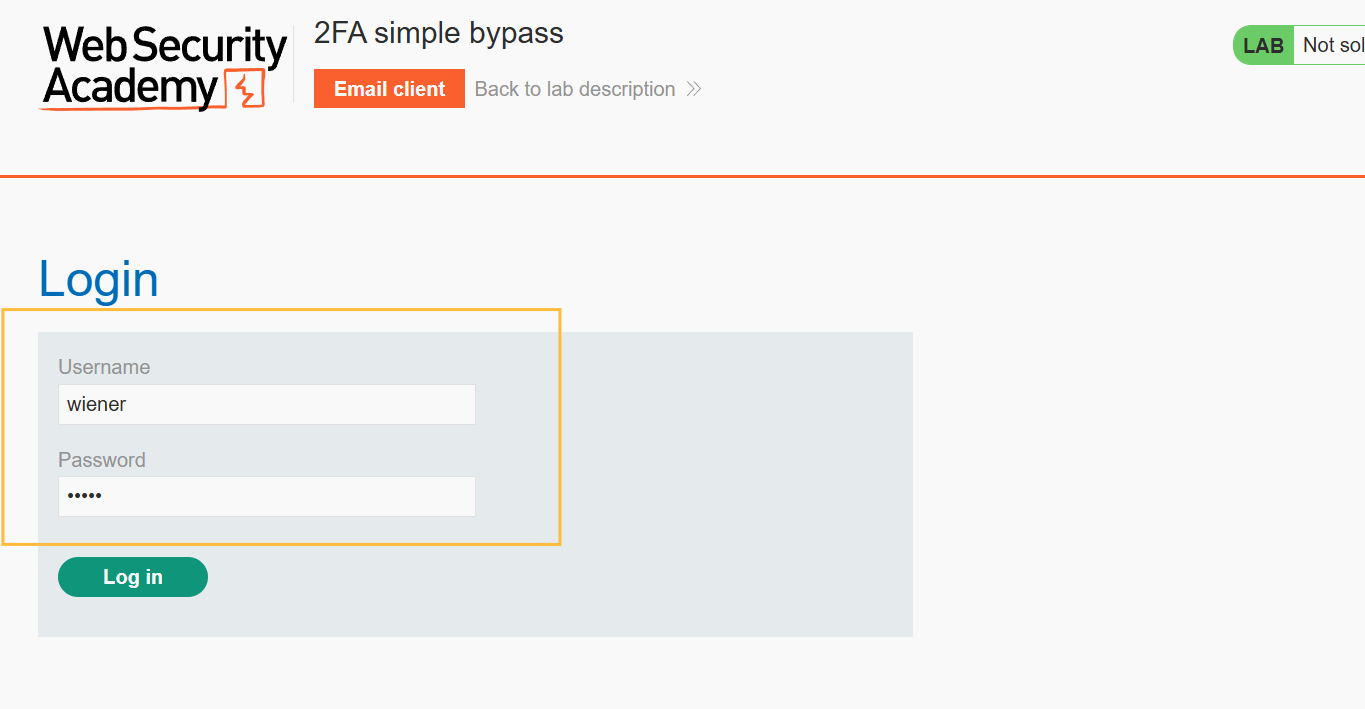 Web Security
Academy
2FA simple bypass
Email client
Back to lab description
LAB
Not sol
Login
Username
wiener
Password
•••••
Log in